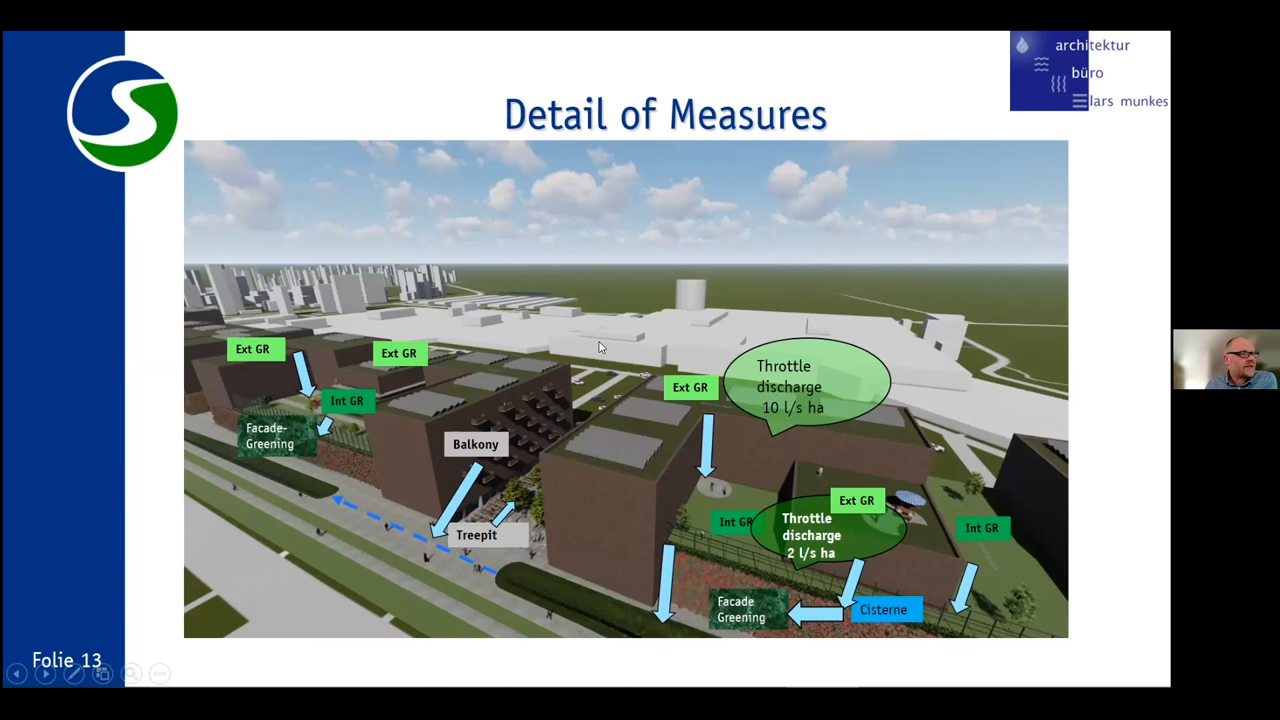 architektur
büro
lars munkes
Detail of Measures
Ext GR
Ext GR
Int GR
Facade-
Greening
Balkony
Treepit
Ext GR
Throttle
discharge
10 l/s ha
Ext GR
Int GR
Throttle
discharge
2 l/s ha
Int GR
Facade
Greening
Cisterne
Folie 13